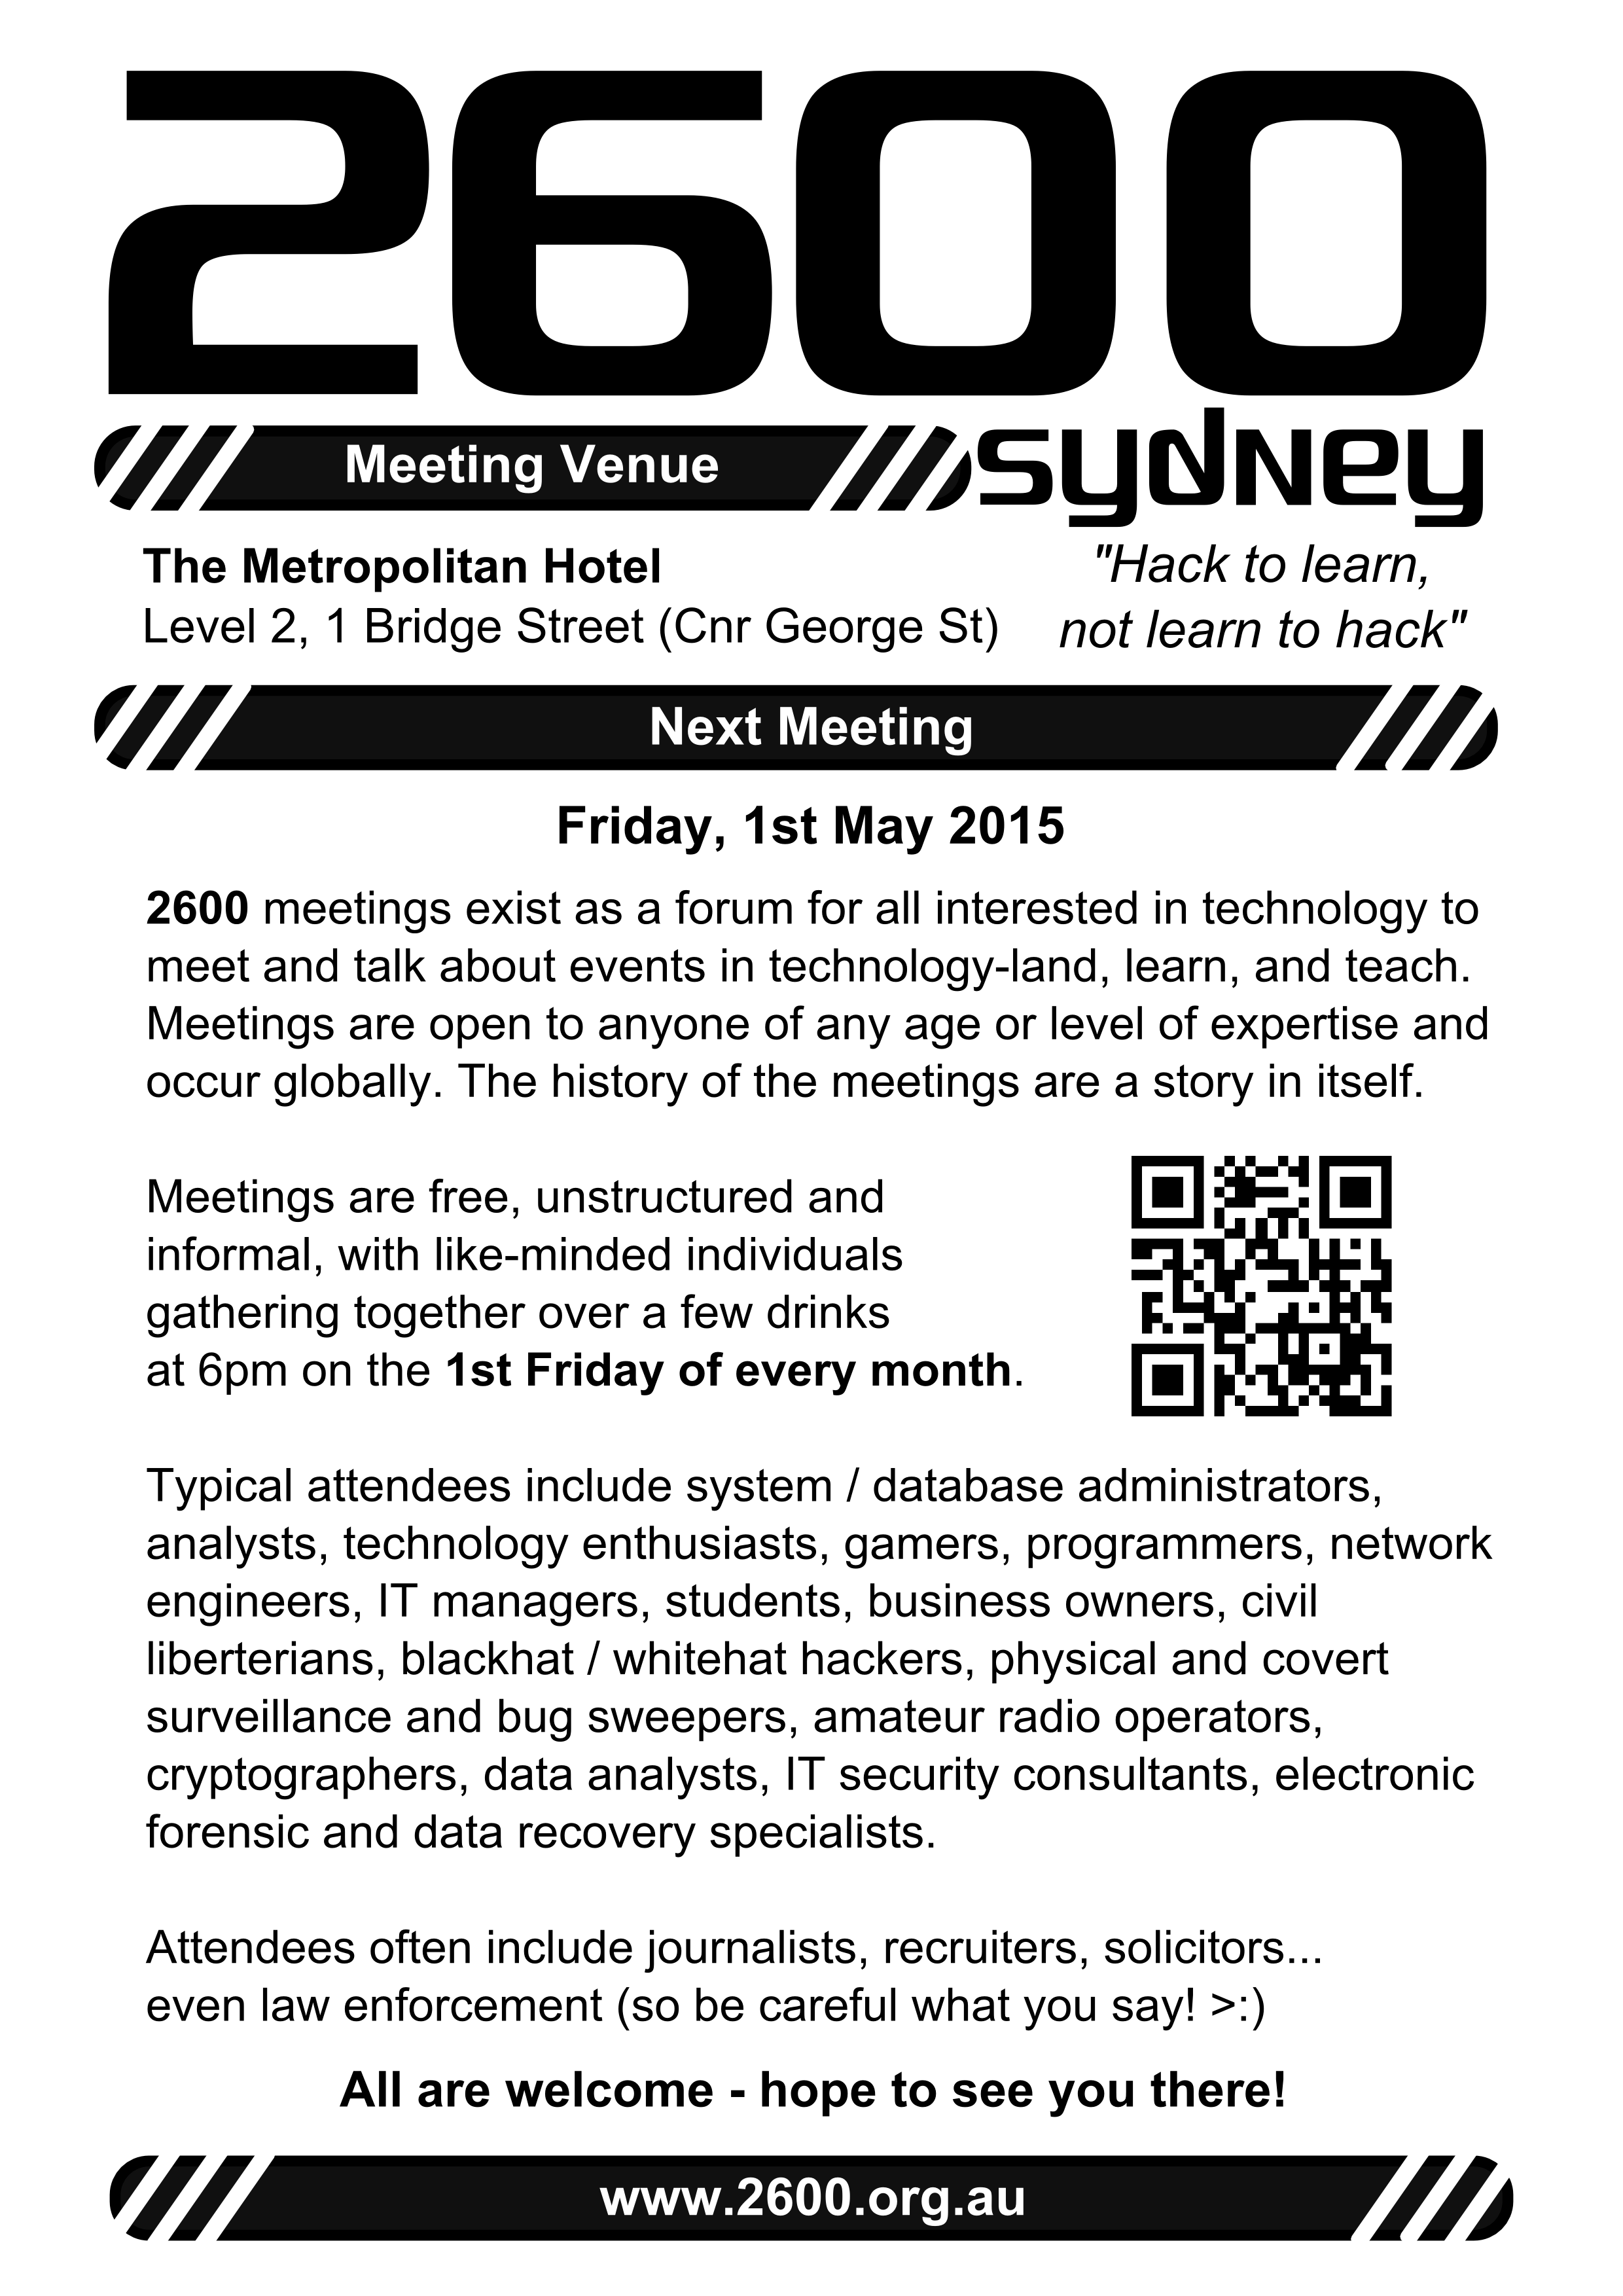 2600
sydney
Meeting Venue
The Metropolitan Hotel
Level 2, 1 Bridge Street (Cnr George St)
"Hack to learn,
not learn to hack"
Next Meeting
Friday, 1st May 2015
2600 meetings exist as a forum for all interested in technology to
meet and talk about events in technology-land, learn, and teach.
Meetings are open to anyone of any age or level of expertise and
occur globally. The history of the meetings are a story in itself.
Meetings are free, unstructured and
informal, with like-minded individuals
gathering together over a few drinks
at 6pm on the 1st Friday of every month.
Typical attendees include system / database administrators,
analysts, technology enthusiasts, gamers, programmers, network
engineers, IT managers, students, business owners, civil
liberterians, blackhat / whitehat hackers, physical and covert
surveillance and bug sweepers, amateur radio operators,
cryptographers, data analysts, IT security consultants, electronic
forensic and data recovery specialists.
Attendees often include journalists, recruiters, solicitors...
even law enforcement (so be careful what you say! >:)
All are welcome - hope to see you there!
www.2600.org.au